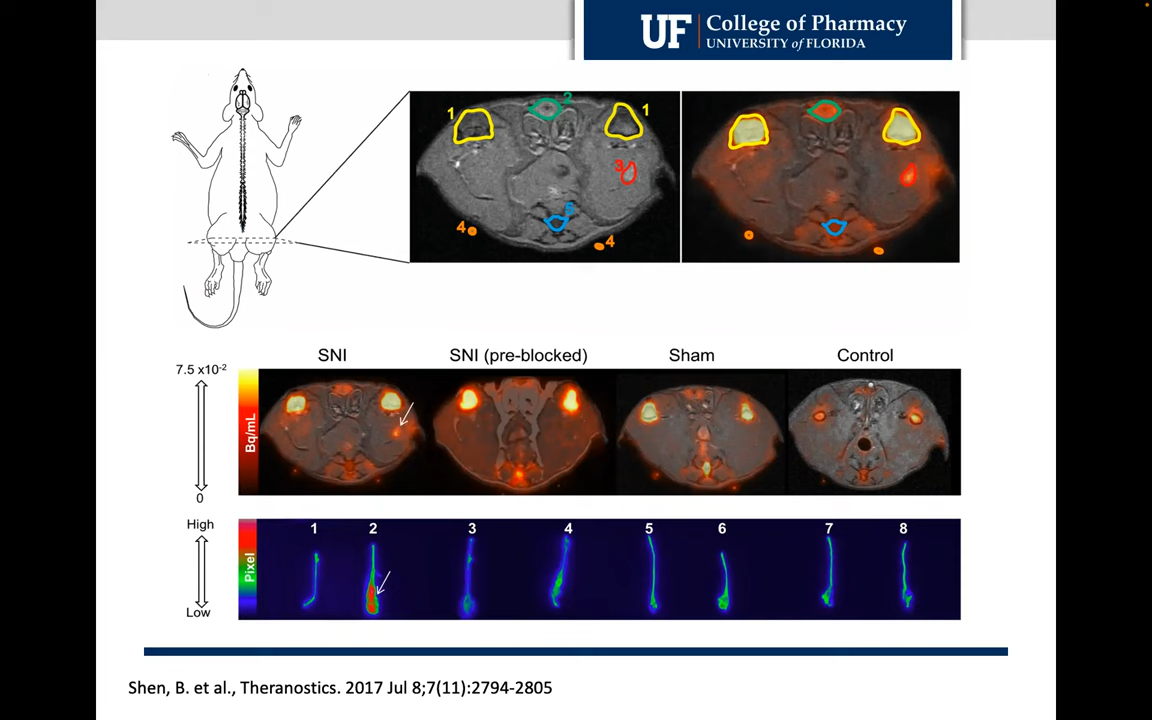 UF College of Pharmacy
UNIVERSITY of FLORIDA
1 2 1
3
4 5 4
SNI SNI (pre-blocked) Sham Control
7.5 x10-2
Bq/mL
0
High
1 2 3 4 5 6 7 8
Pixel
Low
Shen, B. et al., Theranostics. 2017 Jul 8;7(11):2794-2805